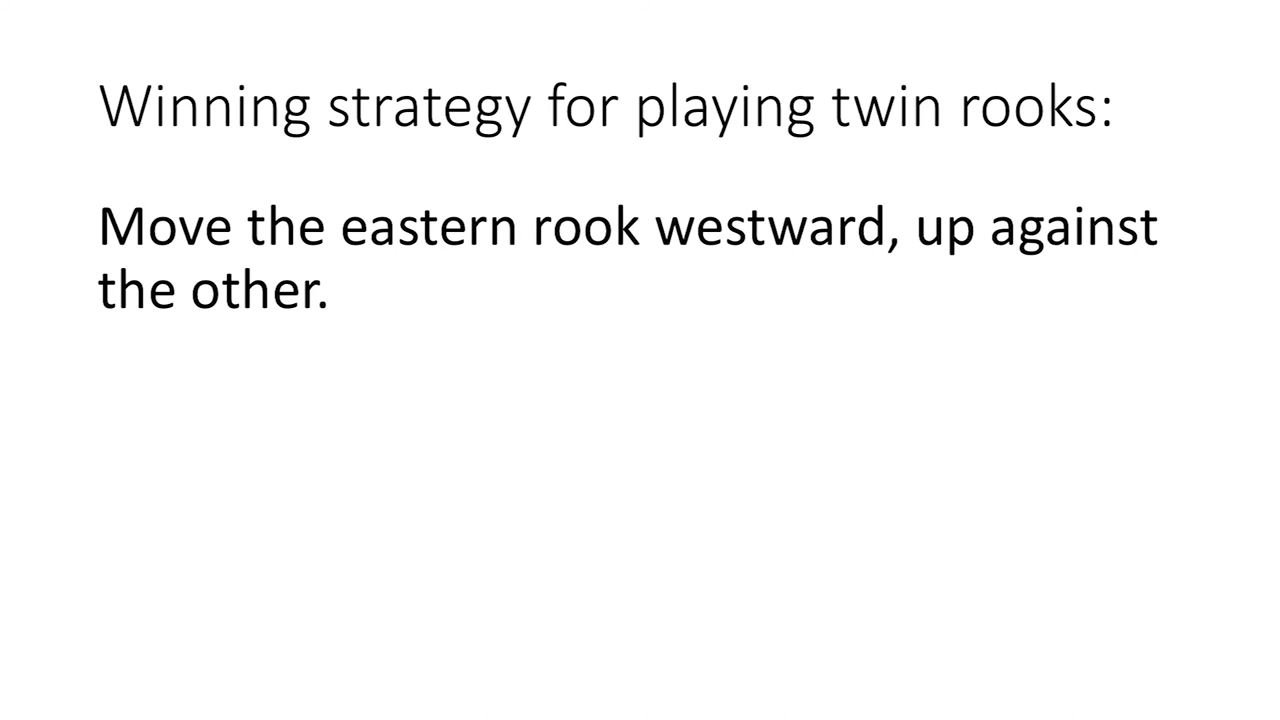 Winning strategy for playing twin rooks:
Move the eastern rook westward, up against
the other.